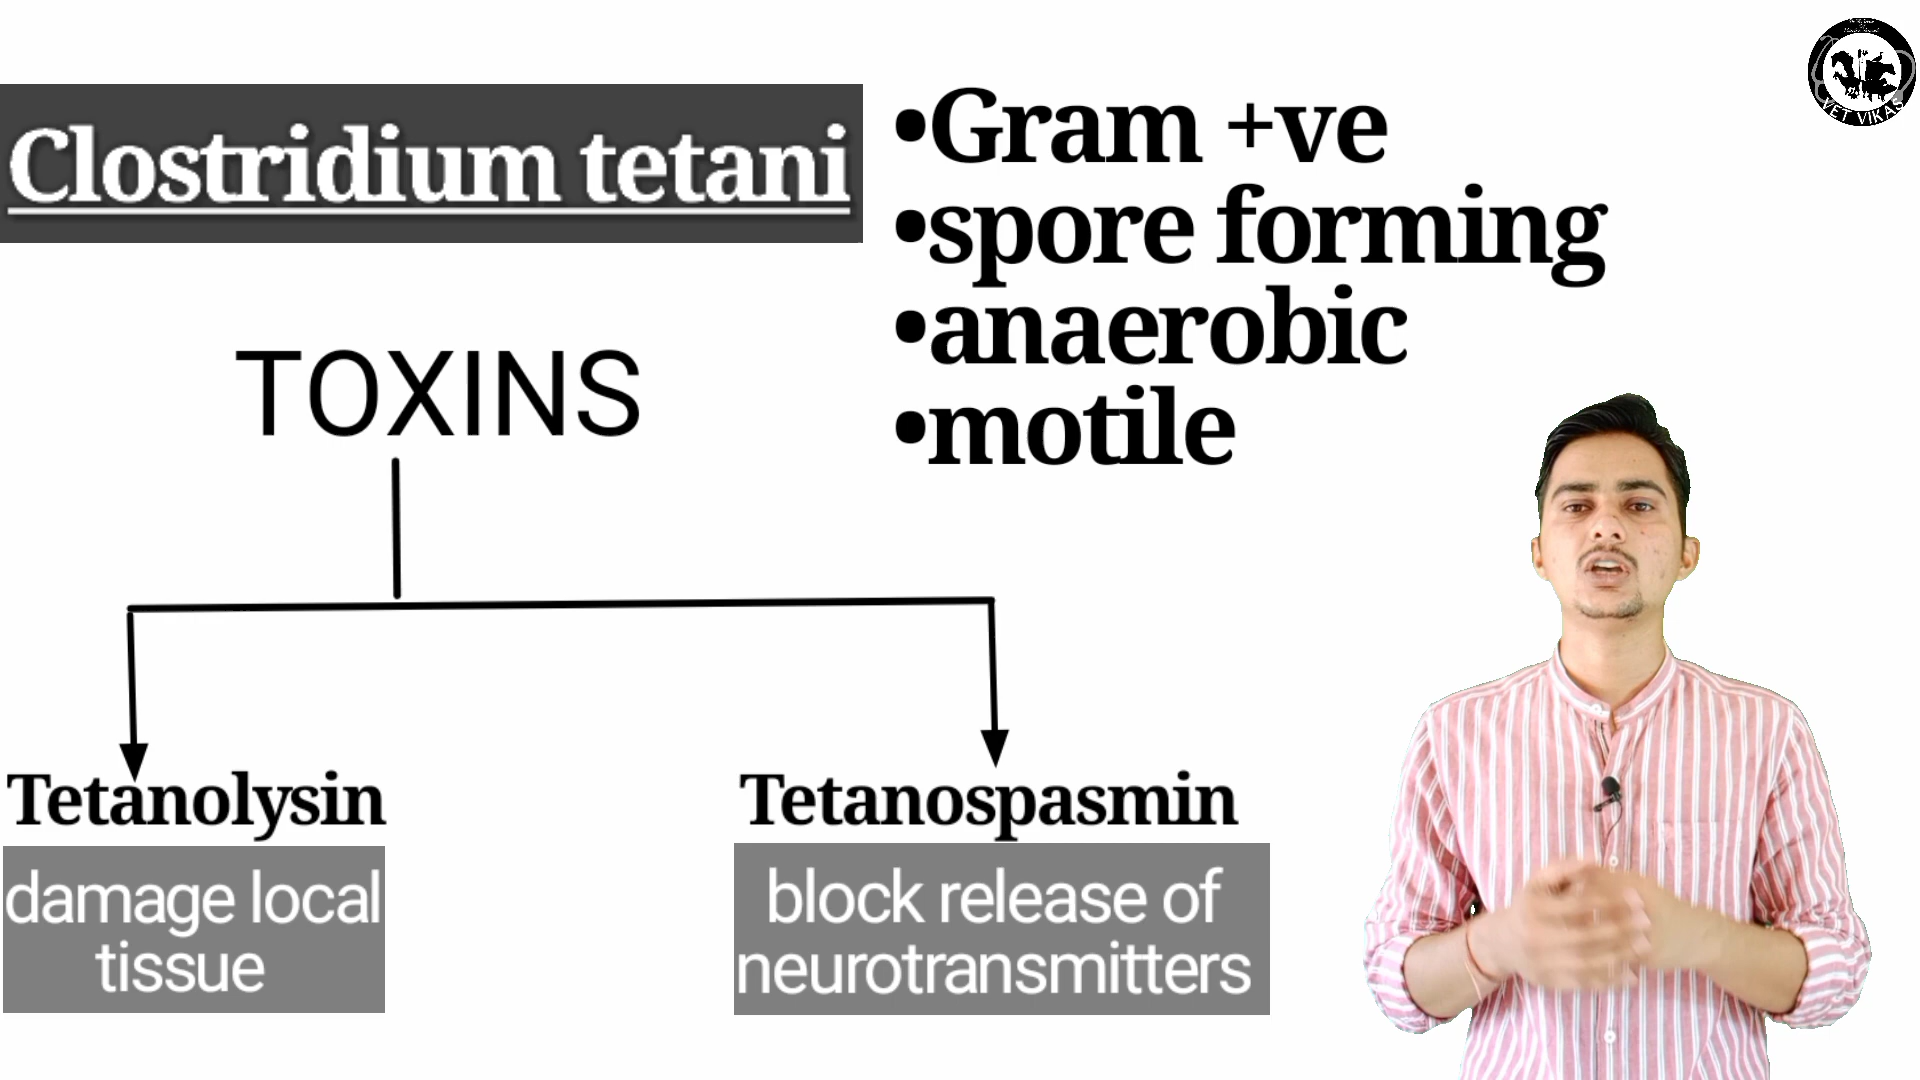 Clostridium tetani
•Gram +ve
•spore forming
•anaerobic
•motile
TOXINS
Tetanolysin
damage local
tissue
Tetanospasmin
block release of
neurotransmitters
VET VIKAS